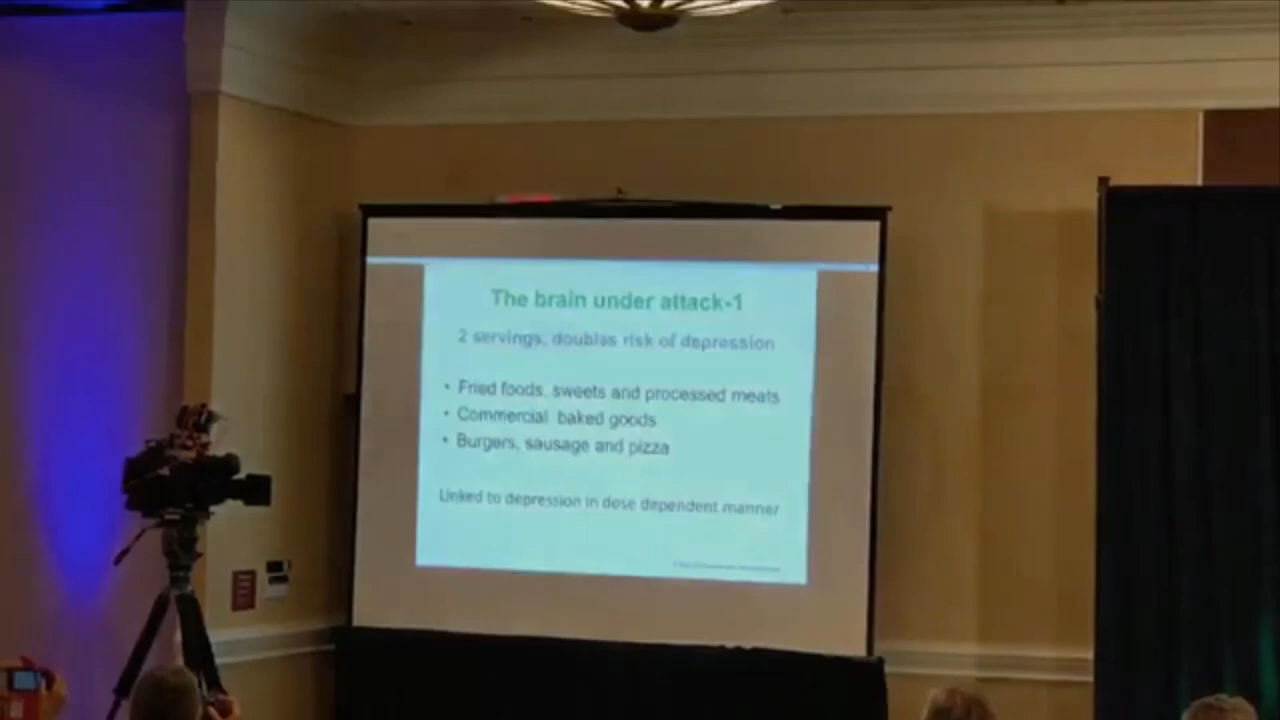 The brain under attack-1
2 servings, doubles risk of depression
• Fried foods, sweets and processed meats
• Commercial baked goods
• Burgers, sausage and pizza
Linked to depression in dose dependent manner